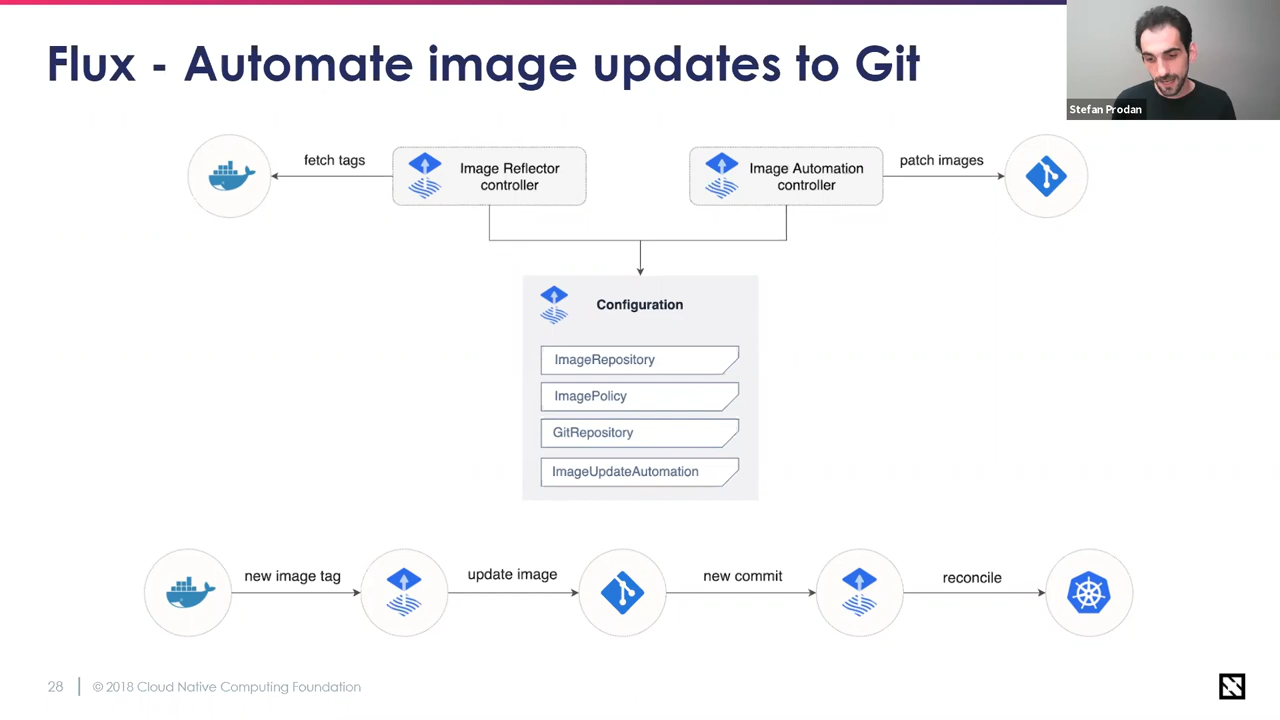 Flux - Automate image updates to Git
Stefan Prodan
fetch tags
Image Reflector
controller
Image Automation
controller
patch images
Configuration
ImageRepository
ImagePolicy
GitRepository
ImageUpdateAutomation
new image tag
update image
new commit
reconcile
28
© 2018 Cloud Native Computing Foundation